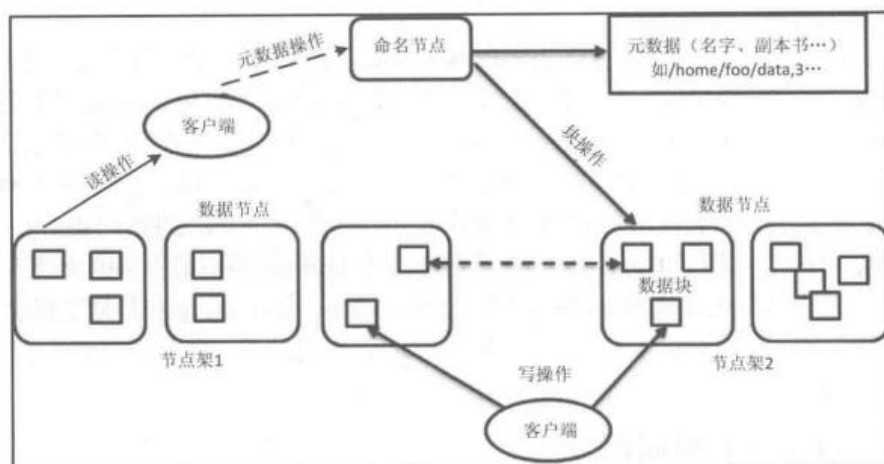 元数据操作
命名节点
元数据（名字、副本书…）
如/home/foo/data,3…
客户端
读操作
块操作
数据节点
数据节点
数据块
节点架1
节点架2
写操作
客户端